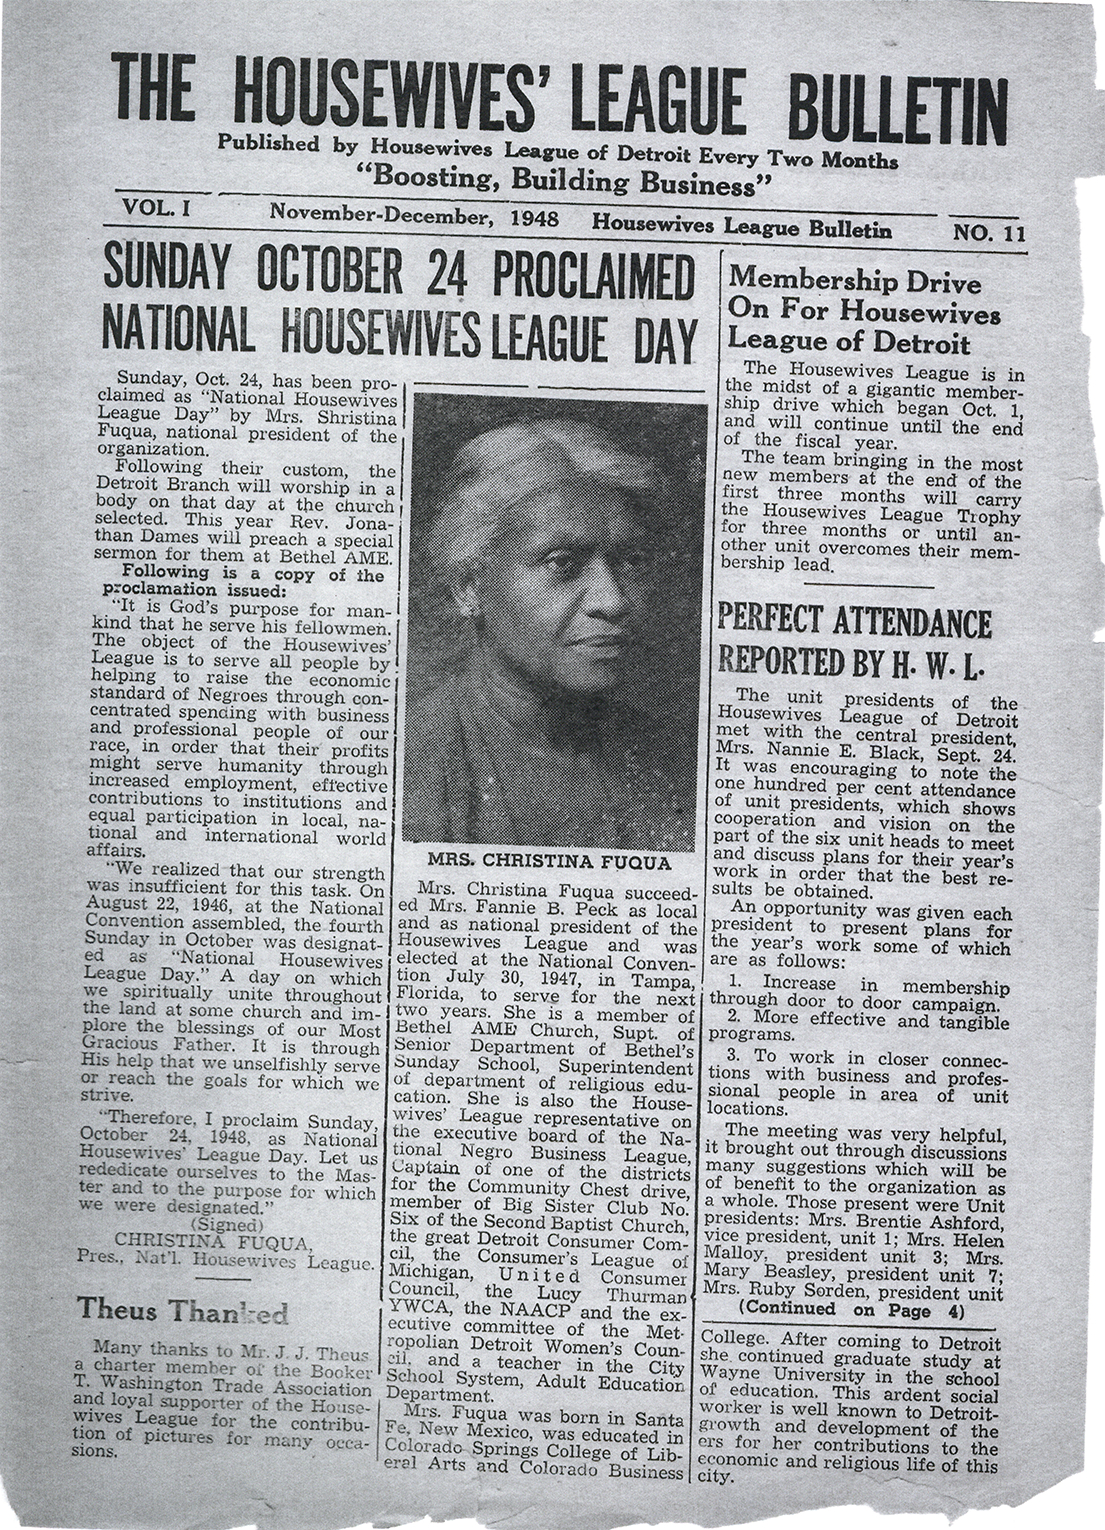 THE HOUSEWIVES' LEAGUE BULLETIN
Published by Housewives League of Detroit Every Two Months
"Boosting, Building Business"
VOL. I November-December, 1948 Housewives League Bulletin NO. 11
SUNDAY OCTOBER 24 PROCLAIMED
NATIONAL HOUSEWIVES LEAGUE DAY
Sunday, Oct. 24, has been pro-
claimed as "National Housewives
League Day" by Mrs. Shristina
Fuqua, national president of the
organization.
Following their custom, the
Detroit Branch will worship in a
body on that day at the church
selected. This year Rev. Jona-
than Dames will preach a special
sermon for them at Bethel AME.
Following is a copy of the
proclamation issued:
"It is God's purpose for man-
kind that he serve his fellowmen.
The object of the Housewives'
League is to serve all people by
helping to raise the economic
standard of Negroes through con-
centrated spending with business
and professional people of our
race, in order that their profits
might serve humanity through
increased employment, effective
contributions to institutions and
equal participation in local, na-
tional and international world
affairs.
"We realized that our strength
was insufficient for this task. On
August 22, 1946, at the National
Convention assembled, the fourth
Sunday in October was designat-
ed as "National Housewives
League Day." A day on which
we spiritually unite throughout
the land at some church and im-
plore the blessings of our Most
Gracious Father. It is through
His help that we unselfishly serve
or reach the goals for which we
strive.
"Therefore, I proclaim Sunday,
October 24, 1948, as National
Housewives' League Day. Let us
rededicate ourselves to the Mas-
ter and to the purpose for which
we were designated."
(Signed)
CHRISTINA FUQUA,
Pres., Nat'l. Housewives League.
Theus Thanked
Many thanks to Mr. J. J. Theus
a charter member of the Booker
T. Washington Trade Association
and loyal supporter of the House-
wives League for the contribu-
tion of pictures for many occa-
sions.
MRS. CHRISTINA FUQUA
Mrs. Christina Fuqua succeed-
ed Mrs. Fannie B. Peck as local
and as national president of the
Housewives League and was
elected at the National Conven-
tion July 30, 1947, in Tampa,
Florida, to serve for the next
two years. She is a member of
Bethel AME Church, Supt. of
Senior Department of Bethel's
Sunday School, Superintendent
of department of religious edu-
cation. She is also the House-
wives' League representative on
the executive board of the Na-
tional Negro Business League,
Captain of one of the districts
for the Community Chest drive,
member of Big Sister Club No.
Six of the Second Baptist Church,
the great Detroit Consumer Com-
cil, the Consumer's League of
Michigan, United Consumer
Council, the Lucy Thurman
YWCA, the NAACP and the ex-
ecutive committee of the Met-
ropolian Detroit Women's Coun-
cil, and a teacher in the City
School System, Adult Education
Department.
Mrs. Fuqua was born in Santa
Fe, New Mexico, was educated in
Colorado Springs College of Lib-
eral Arts and Colorado Business
Membership Drive
On For Housewives
League of Detroit
The Housewives League is in
the midst of a gigantic member-
ship drive which began Oct. 1,
and will continue until the end
of the fiscal year.
The team bringing in the most
new members at the end of the
first three months will carry
the Housewives League Trophy
for three months or until an-
other unit overcomes their mem-
bership lead.
PERFECT ATTENDANCE
REPORTED BY H. W. L.
The unit presidents of the
Housewives League of Detroit
met with the central president,
Mrs. Nannie E. Black, Sept. 24.
It was encouraging to note the
one hundred per cent attendance
of unit presidents, which shows
cooperation and vision on the
part of the six unit heads to meet
and discuss plans for their year's
work in order that the best re-
sults be obtained.
An opportunity was given each
president to present plans for
the year's work some of which
are as follows:
1. Increase in membership
through door to door campaign.
2. More effective and tangible
programs.
3. To work in closer connec-
tions with business and profes-
sional people in area of unit
locations.
The meeting was very helpful,
it brought out through discussions
many suggestions which will be
of benefit to the organization as
a whole. Those present were Unit
presidents: Mrs. Brentie Ashford,
vice president, unit 1; Mrs. Helen
Malloy, president unit 3; Mrs.
Mary Beasley, president unit 7;
Mrs. Ruby Sorden, president unit
(Continued on Page 4)
College. After coming to Detroit
she continued graduate study at
Wayne University in the school
of education. This ardent social
worker is well known to Detroit-
growth and development of the
ers for her contributions to the
economic and religious life of this
city.